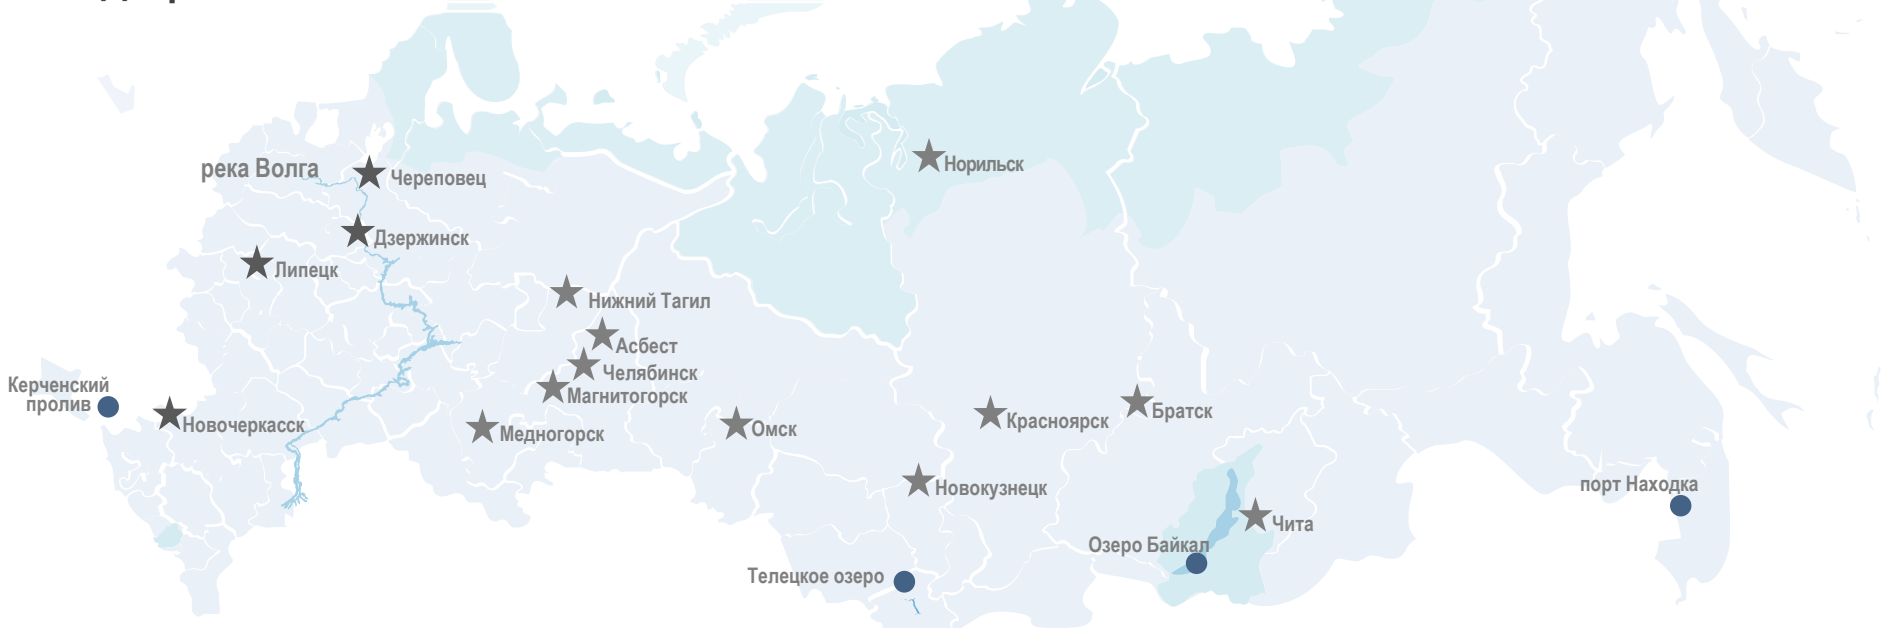 Норильск
река Волга
Череповец
Дзержинск
Липецк
Нижний Тагил
Асбест
Челябинск
Керченский
пролив
Магнитогорск
Новочеркасск
Медногорск
Омск
Красноярск
Братск
Новокузнецк
порт Находка
Чита
Озеро Байкал
Телецкое озеро